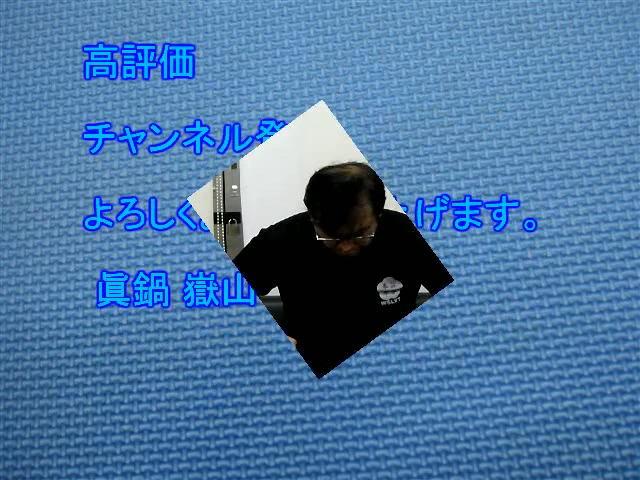 高評価
チャンネル登
よろしく げます。
眞鍋 嶽山